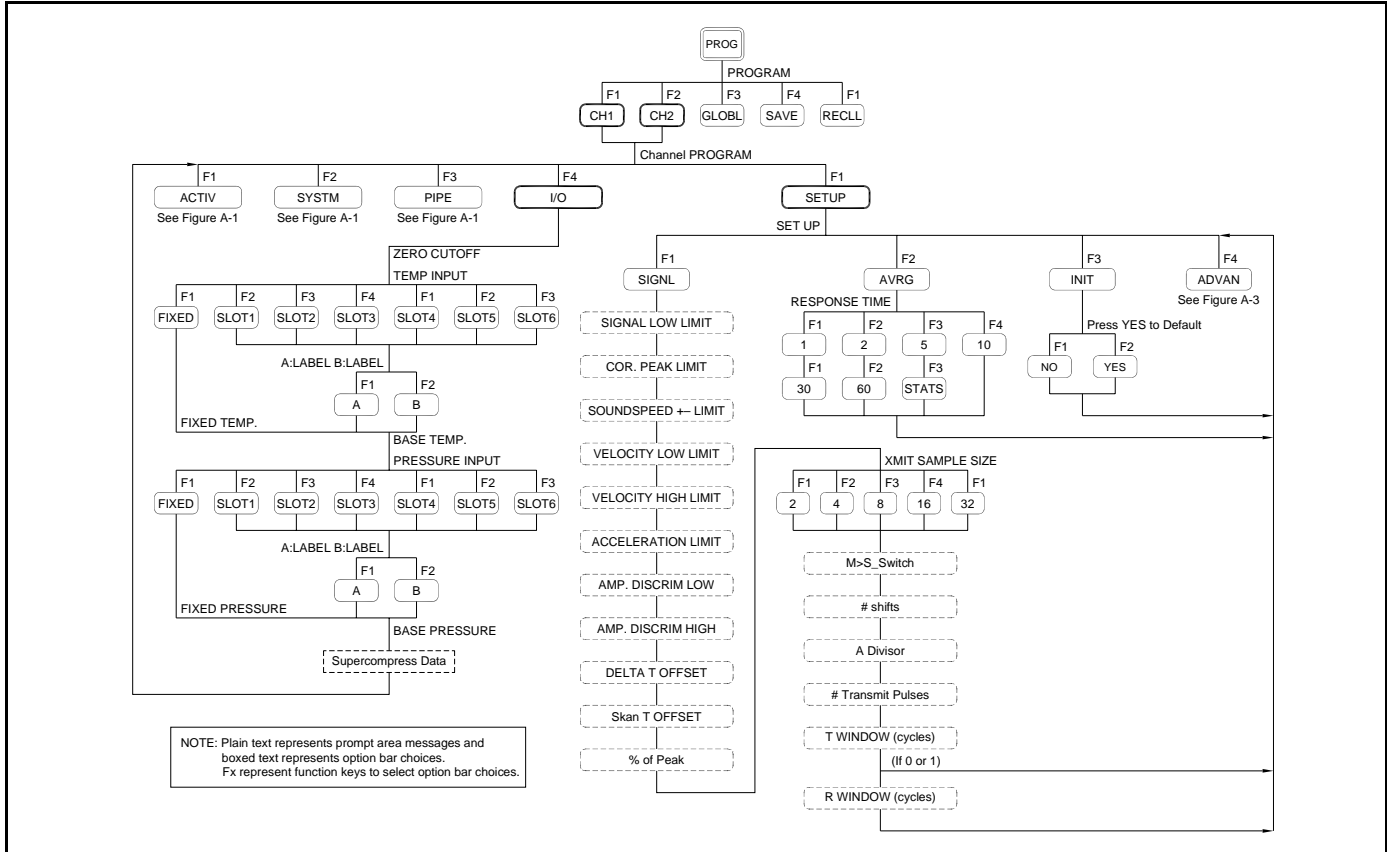 PROG
PROGRAM
F1 F2 F3 F4 F1
CH1 CH2 GLOBL SAVE RECLL
Channel PROGRAM
F1 F2 F3 F4 F1
ACTIV SYSTM PIPE I/O SETUP
See Figure A-1 See Figure A-1 See Figure A-1
SET UP
ZERO CUTOFF
TEMP INPUT
F1 F2 F3 F4 F1 F2 F3
FIXED SLOT1 SLOT2 SLOT3 SLOT4 SLOT5 SLOT6
A:LABEL B:LABEL
F1 F2
A B
FIXED TEMP.
BASE TEMP.
PRESSURE INPUT
F1 F2 F3 F4 F1 F2 F3
FIXED SLOT1 SLOT2 SLOT3 SLOT4 SLOT5 SLOT6
A:LABEL B:LABEL
F1 F2
A B
FIXED PRESSURE
BASE PRESSURE
Supercompress Data
NOTE: Plain text represents prompt area messages and
boxed text represents option bar choices.
Fx represent function keys to select option bar choices.
F1 F2 F3 F4
SIGNL AVRG INIT ADVAN
See Figure A-3
SIGNAL LOW LIMIT
COR. PEAK LIMIT
SOUNDSPEED +– LIMIT
VELOCITY LOW LIMIT
VELOCITY HIGH LIMIT
ACCELERATION LIMIT
AMP. DISCRIM LOW
AMP. DISCRIM HIGH
DELTA T OFFSET
Skan T OFFSET
% of Peak
RESPONSE TIME
F1 F2 F3 F4
1 2 5 10
F1 F2 F3
30 60 STATS
Press YES to Default
F1 F2
NO YES
XMIT SAMPLE SIZE
F1 F2 F3 F4 F1
2 4 8 16 32
M>S_Switch
# shifts
A Divisor
# Transmit Pulses
T WINDOW (cycles)
(If 0 or 1)
R WINDOW (cycles)